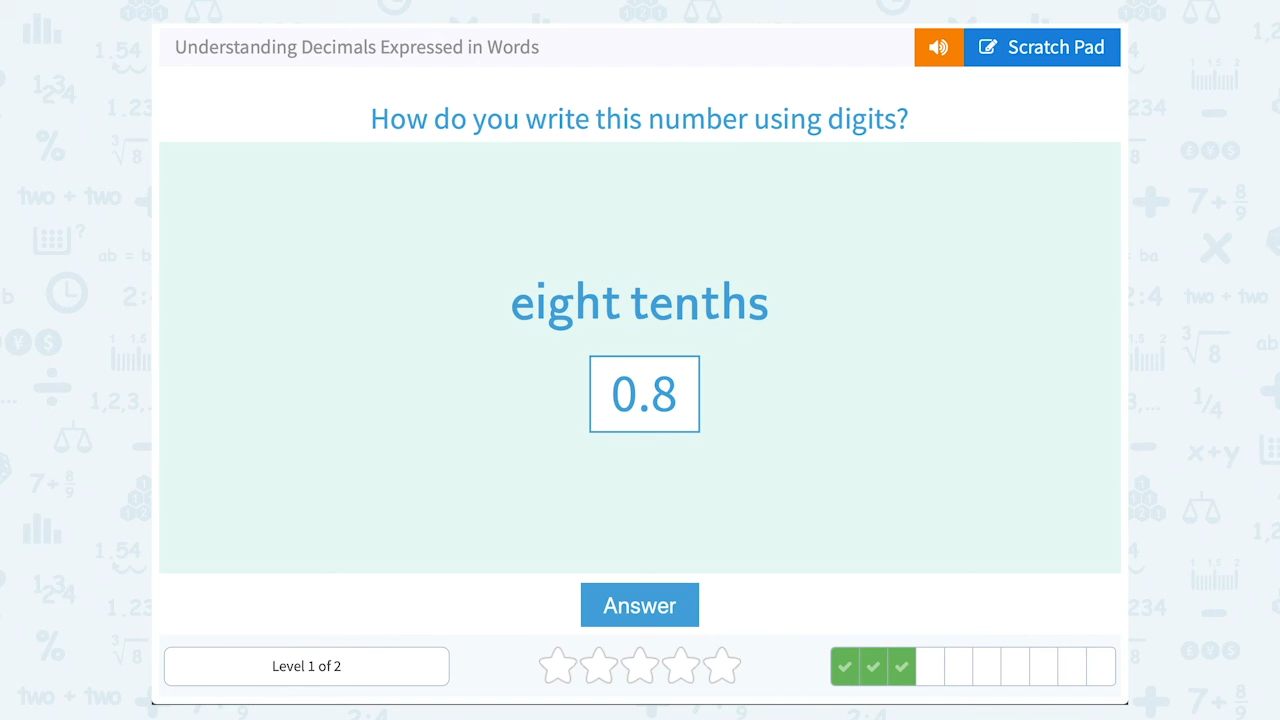 Understanding Decimals Expressed in Words
Scratch Pad
How do you write this number using digits?
eight tenths
0.8
Answer
Level 1 of 2